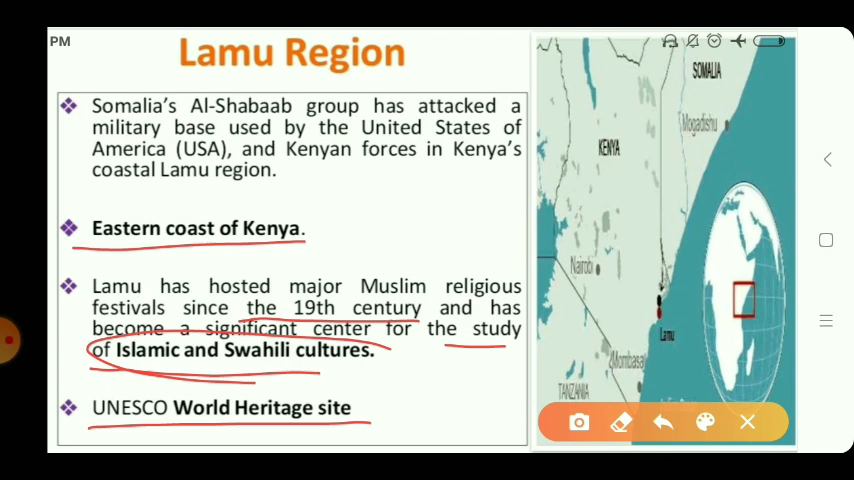 PM
Lamu Region
Somalia's Al-Shabaab group has attacked a
military base used by the United States of
America (USA), and Kenyan forces in Kenya's
coastal Lamu region.
Eastern coast of Kenya.
Lamu has hosted major Muslim religious
festivals since the 19th century and has
become a significant center for the study
of Islamic and Swahili cultures.
UNESCO World Heritage site
SOMALIA
Mogadishu
KENYA
Nairobi
Lamu
Mombasa
TANZANIA